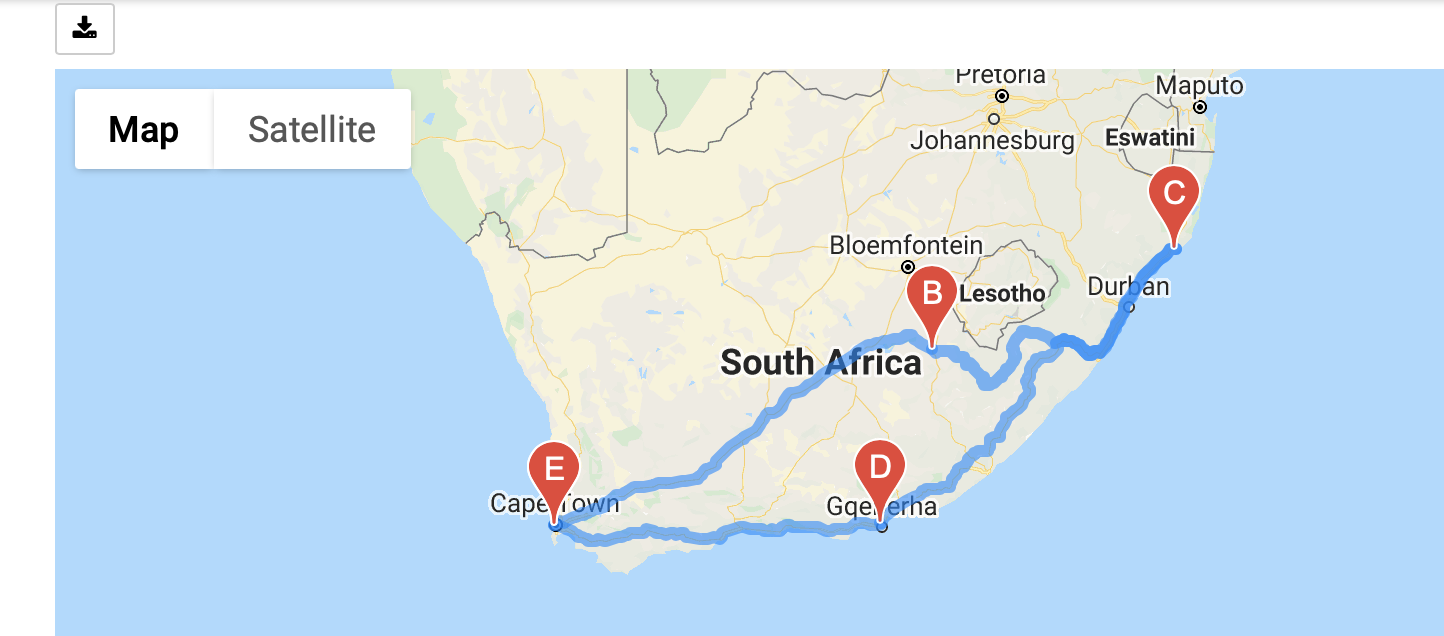 Pretoria
Maputo
Map
Satellite
Johannesburg
Eswatini
C
Bloemfontein
B
Lesotho
Durban
South Africa
E
D
Cape Town
Gqeberha